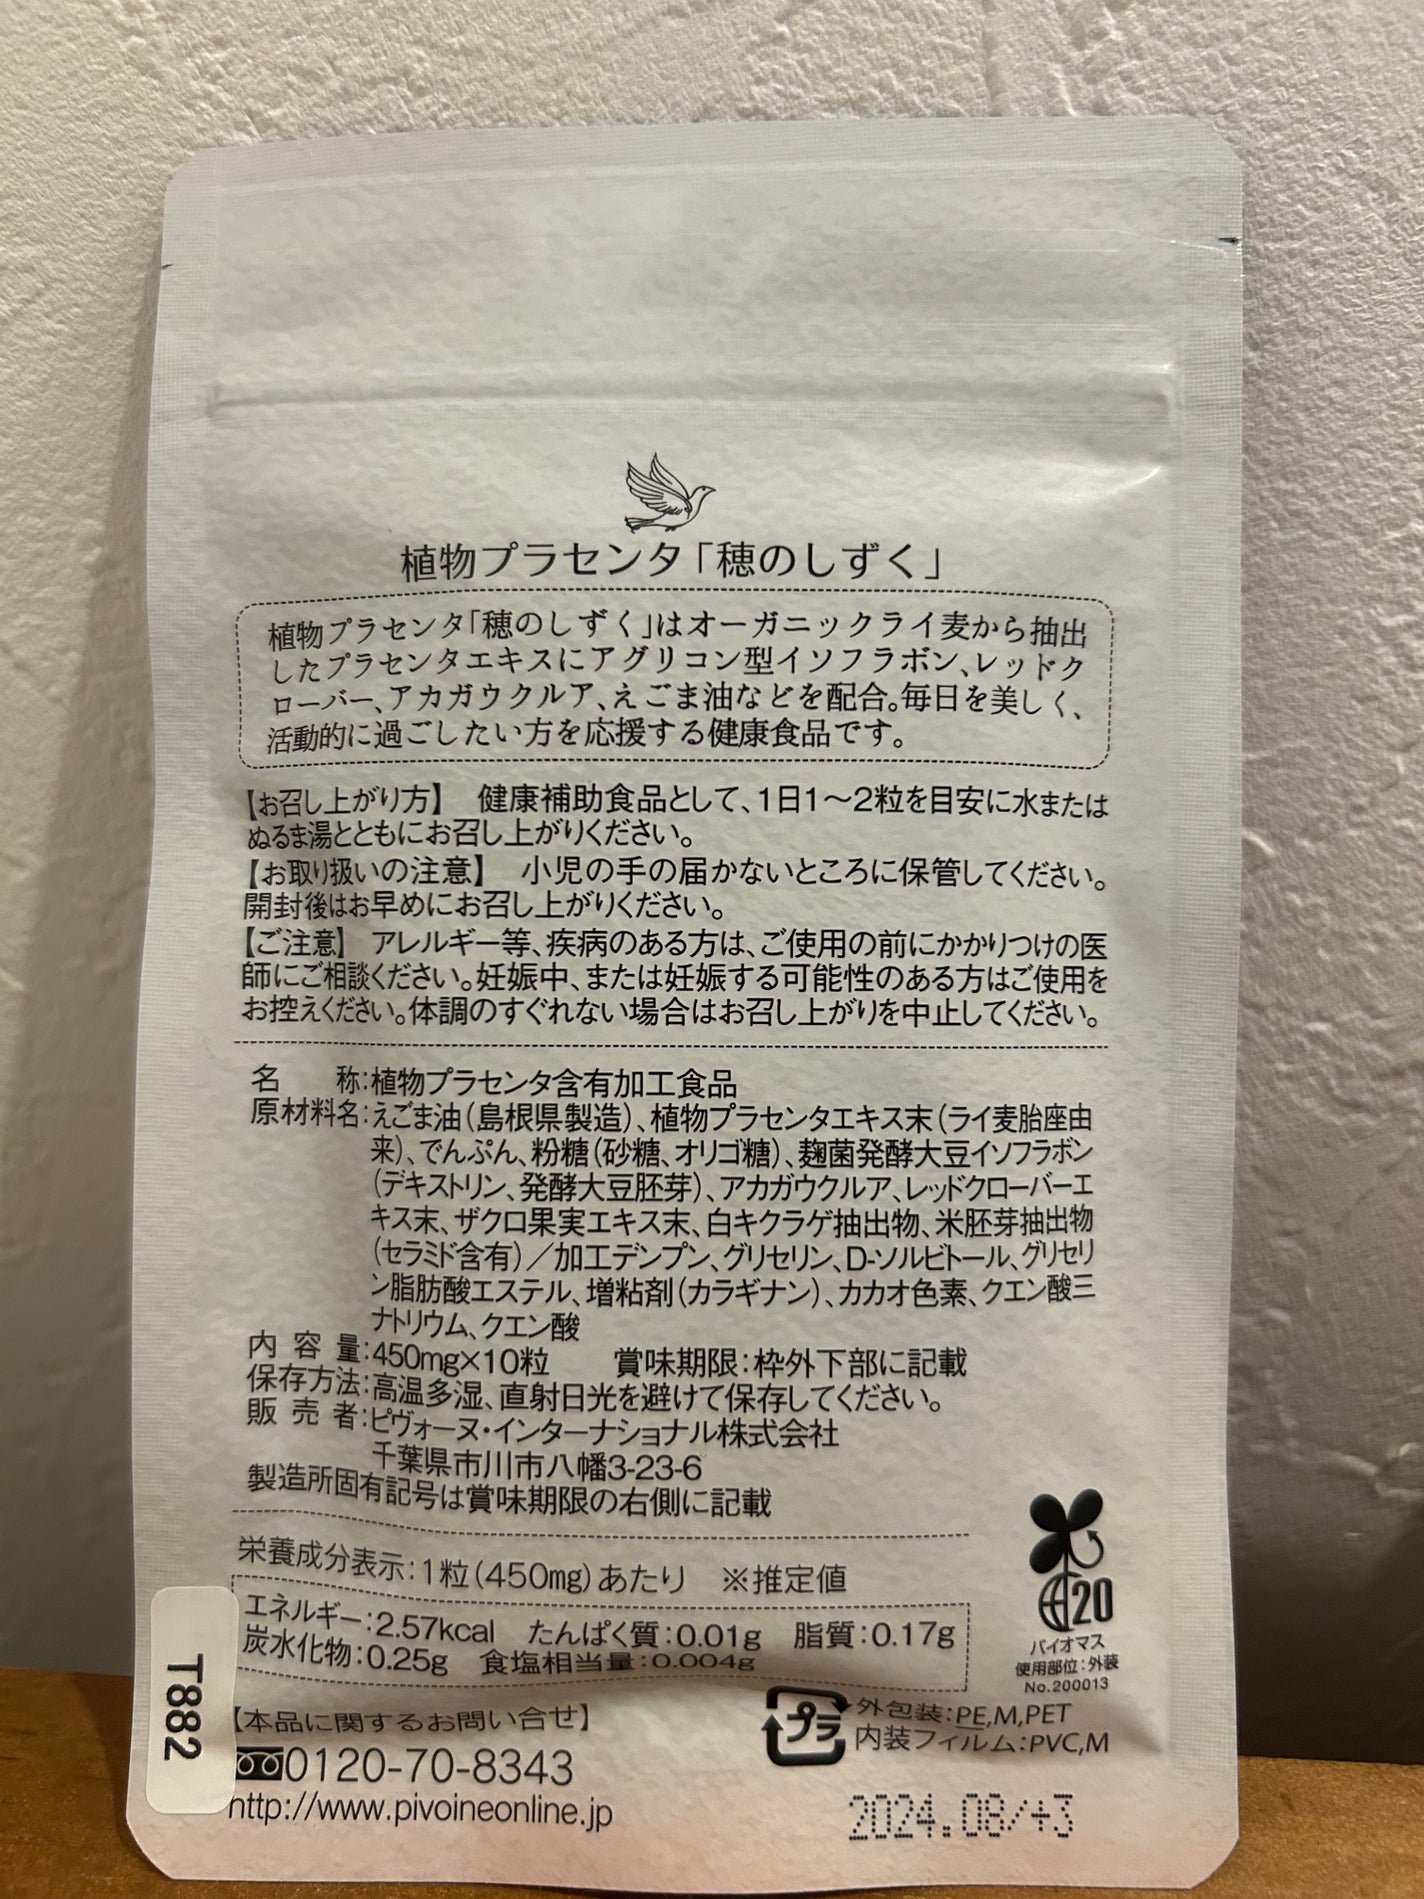 植物プラセンタ「穂のしずく」
植物プラセンタ「穂のしずく」はオーガニックライ麦から抽出
したプラセンタエキスにアグリコン型イソフラボン、レッドク
ローバー、アカガウクルア、えごま油などを配合。毎日を美しく、
活動的に過ごしたい方を応援する健康食品です。
【お召し上がり方】 健康補助食品として、1日1～2粒を目安に水または
ぬるま湯とともにお召し上がりください。
【お取り扱いの注意】 小児の手の届かないところに保管してください。
開封後はお早めにお召し上がりください。
【ご注意】 アレルギー等、疾病のある方は、ご使用の前にかかりつけの医
師にご相談ください。妊娠中、または妊娠する可能性のある方はご使用を
お控えください。体調のすぐれない場合はお召し上がりを中止してください。
名 称:植物プラセンタ含有加工食品
原材料名:えごま油(島根県製造)、植物プラセンタエキス末(ライ麦胎座由
来)、でんぷん、粉糖(砂糖、オリゴ糖)、麹菌発酵大豆イソフラボン
(デキストリン、発酵大豆胚芽)、アカガウクルア、レッドクローバーエ
キス末、ザクロ果実エキス末、白キクラゲ抽出物、米胚芽抽出物
(セラミド含有)／加工デンプン、グリセリン、D-ソルビトール、グリセリ
ン脂肪酸エステル、増粘剤(カラギナン)、カカオ色素、クエン酸三
ナトリウム、クエン酸
内容量:450mg×10粒 賞味期限:枠外下部に記載
保存方法:高温多湿、直射日光を避けて保存してください。
販売者:ピヴォーヌ・インターナショナル株式会社
千葉県市川市八幡3-23-6
製造所固有記号は賞味期限の右側に記載
栄養成分表示:1粒(450mg)あたり ※推定値
エネルギー:2.57kcal たんぱく質:0.01g 脂質:0.17g
炭水化物:0.25g 食塩相当量:0.004g
20
バイオマス
使用部位:外装
No.200013
【本品に関するお問い合せ】
0120-70-8343
http://www.pivoineonline.jp
プラ
外包装:PE,M,PET
内装フィルム:PVC,M
2024.08/+3
T882